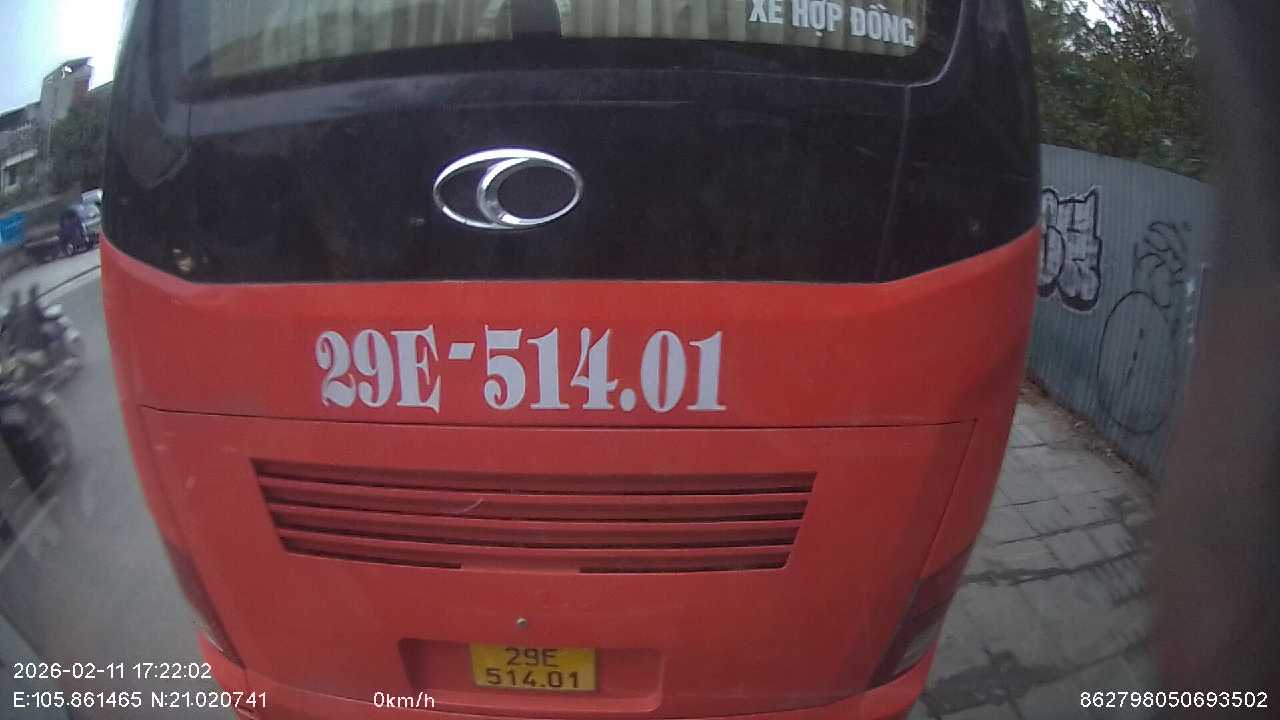 XE HỢP ĐỒNG
29E-514.01
29E
514.01
2026-02-11 17:22:02
E:105.861465 N:21.020741 0km/h 862798050693502